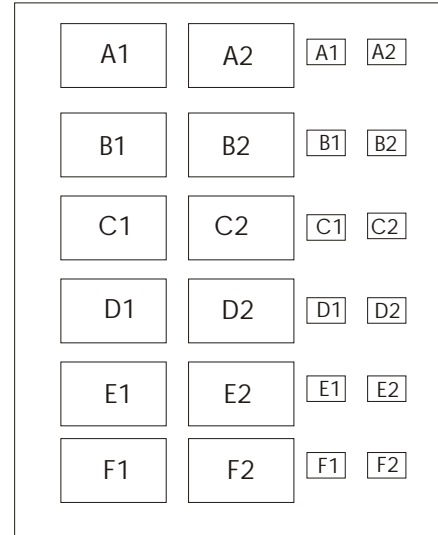 A1 A2 A1 A2
B1 B2 B1 B2
C1 C2 C1 C2
D1 D2 D1 D2
E1 E2 E1 E2
F1 F2 F1 F2